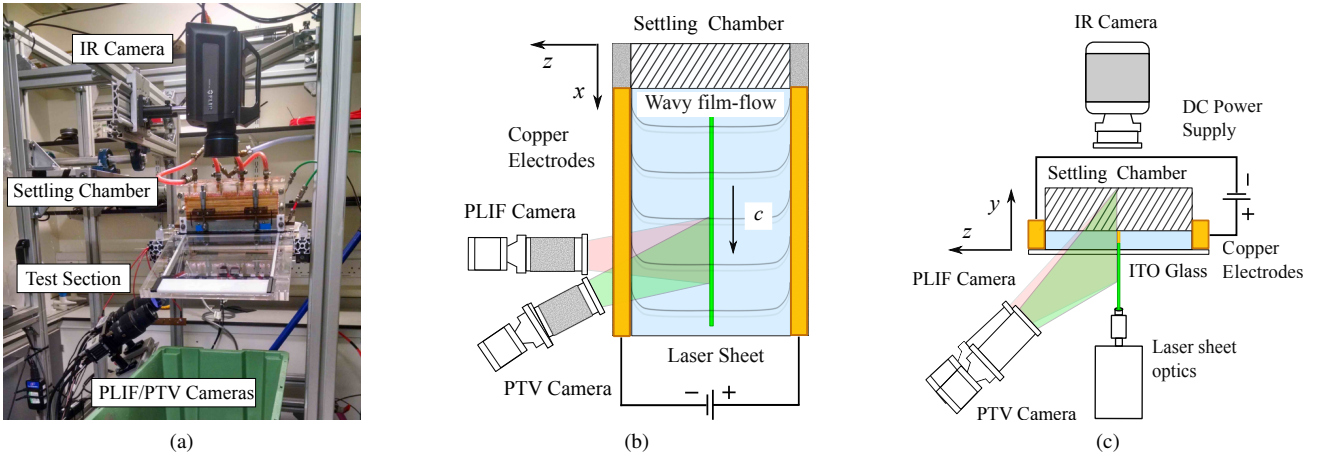 IR Camera
Settling Chamber
Test Section
PLIF/PTV Cameras
(a)
Settling Chamber
z
x
Wavy film-flow
Copper
Electrodes
PLIF Camera
c
Laser Sheet
PTV Camera
− +
(b)
IR Camera
DC Power
Supply
Settling Chamber
y
−
+
z
Copper
Electrodes
ITO Glass
PLIF Camera
Laser sheet
optics
PTV Camera
(c)